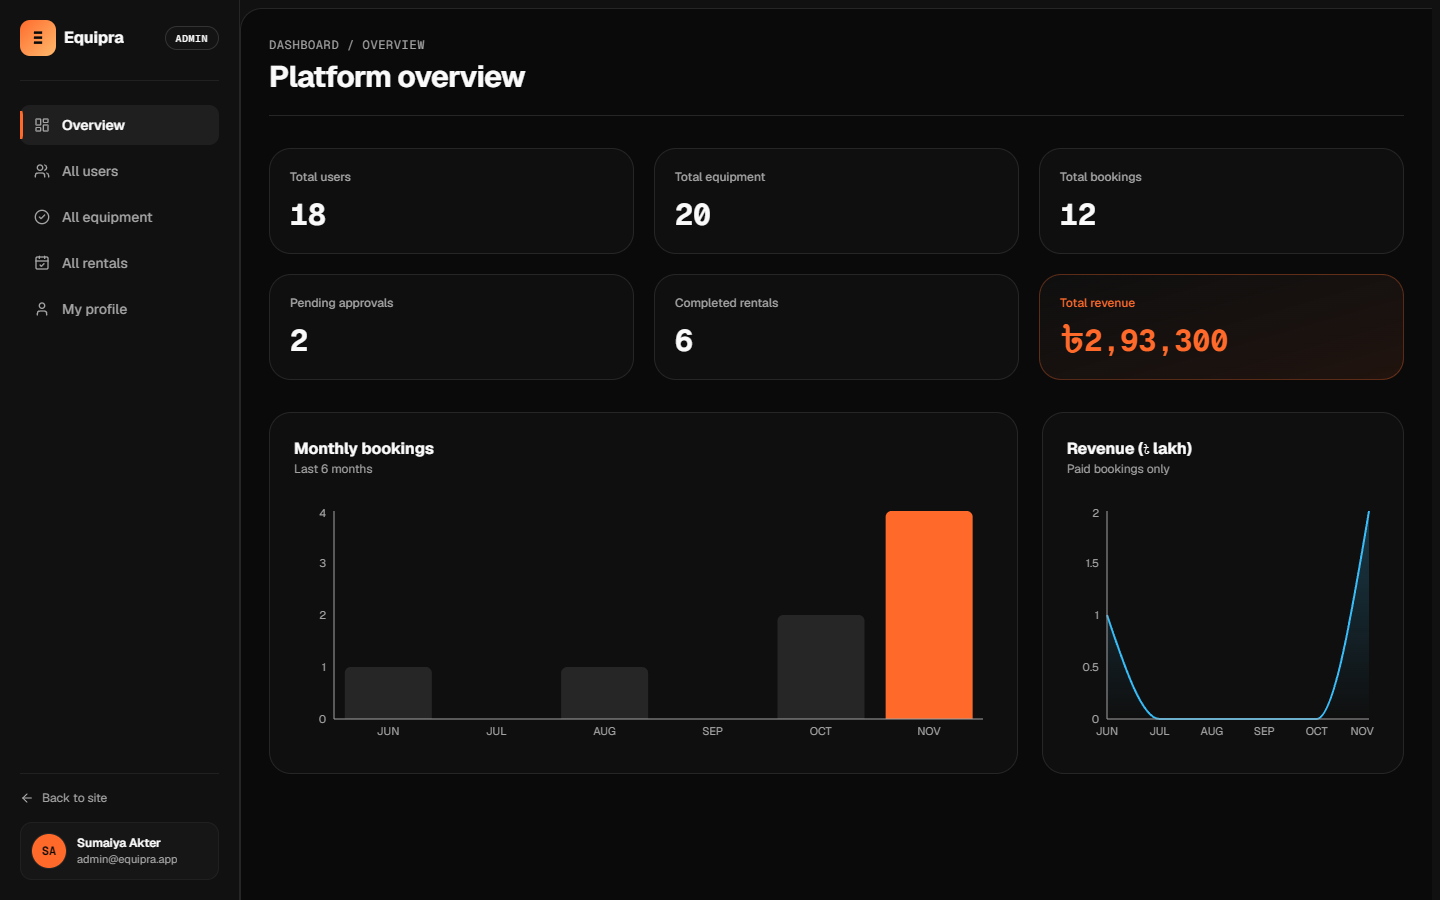 Equipra
ADMIN
Overview
All users
All equipment
All rentals
My profile
Back to site
SA
Sumaiya Akter
admin@equipra.app
DASHBOARD / OVERVIEW
Platform overview
Total users
18
Total equipment
20
Total bookings
12
Pending approvals
2
Completed rentals
6
Total revenue
৳2,93,300
Monthly bookings
Last 6 months
4
3
2
1
0
JUN JUL AUG SEP OCT NOV
Revenue (৳ lakh)
Paid bookings only
2
1.5
1
0.5
0
JUN JUL AUG SEP OCT NOV